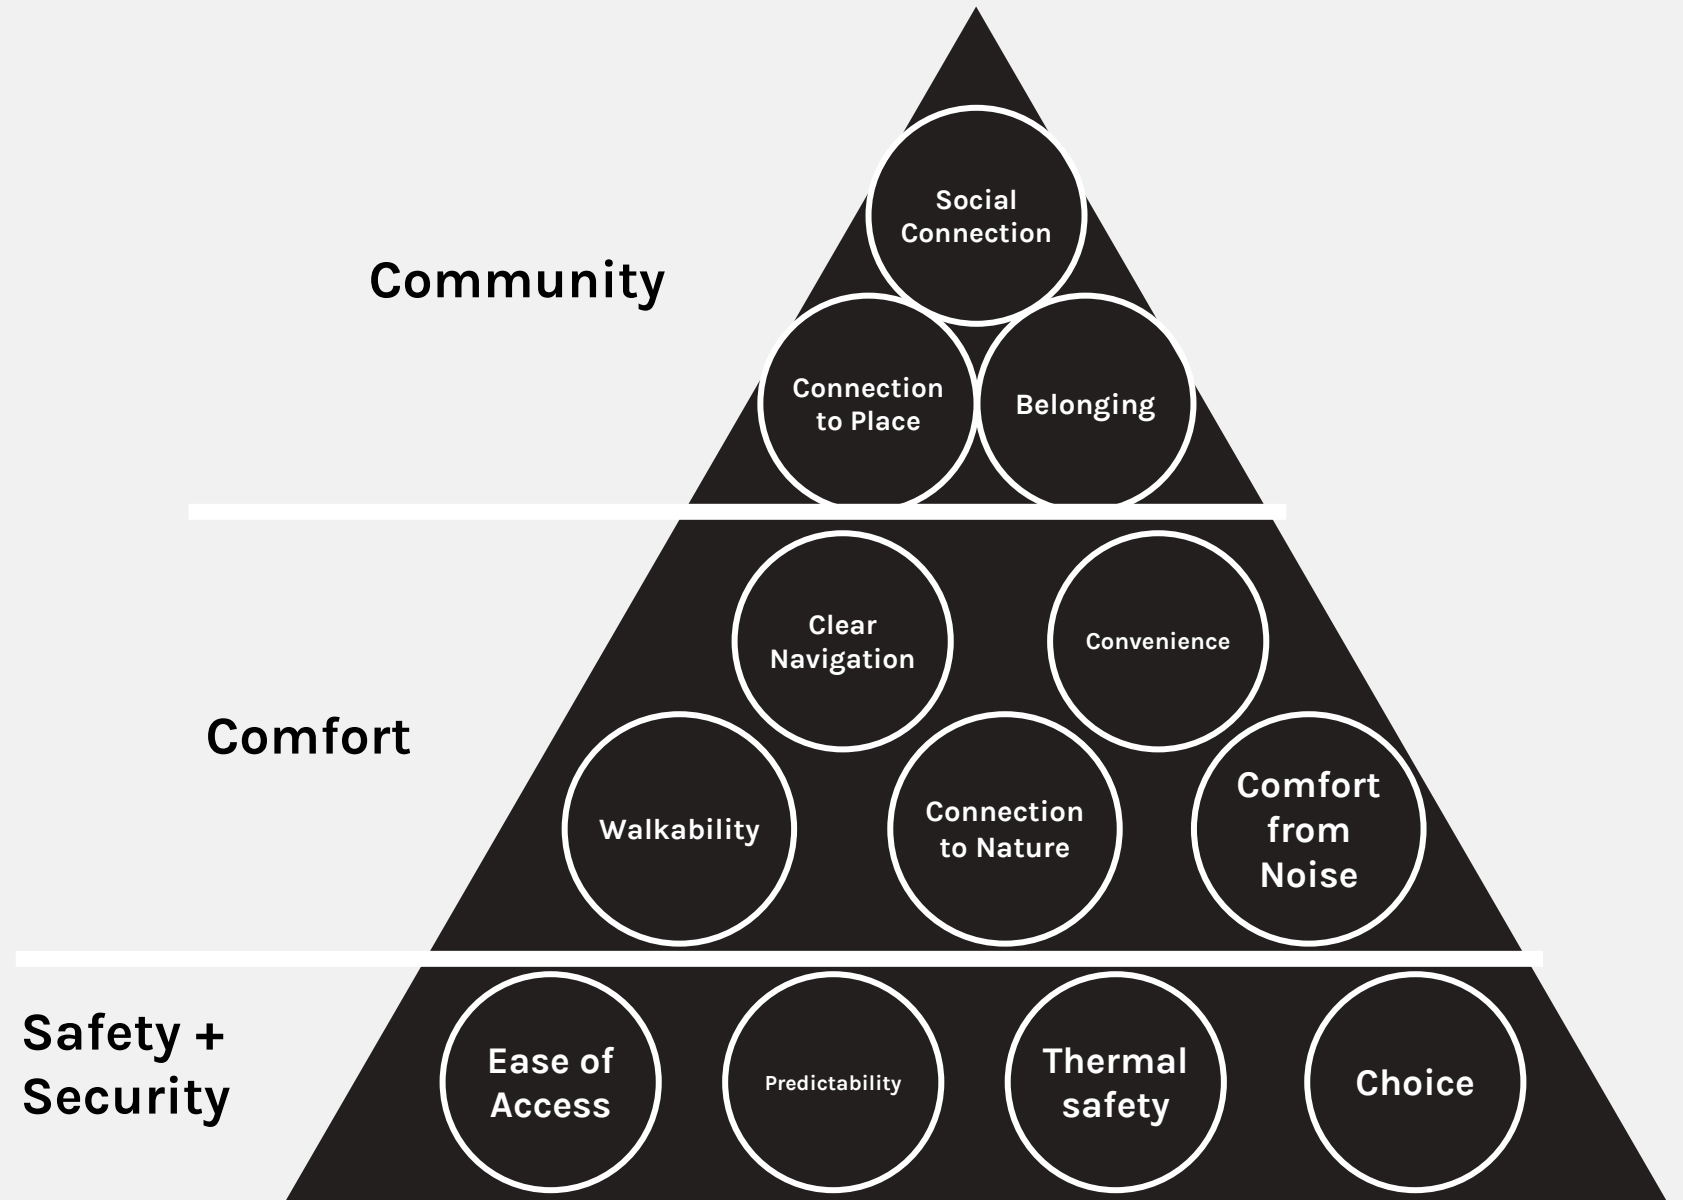 Community
Social
Connection
Connection
to Place
Belonging
Comfort
Clear
Navigation
Convenience
Walkability
Connection
to Nature
Comfort
from
Noise
Safety +
Security
Ease of
Access
Predictability
Thermal
safety
Choice